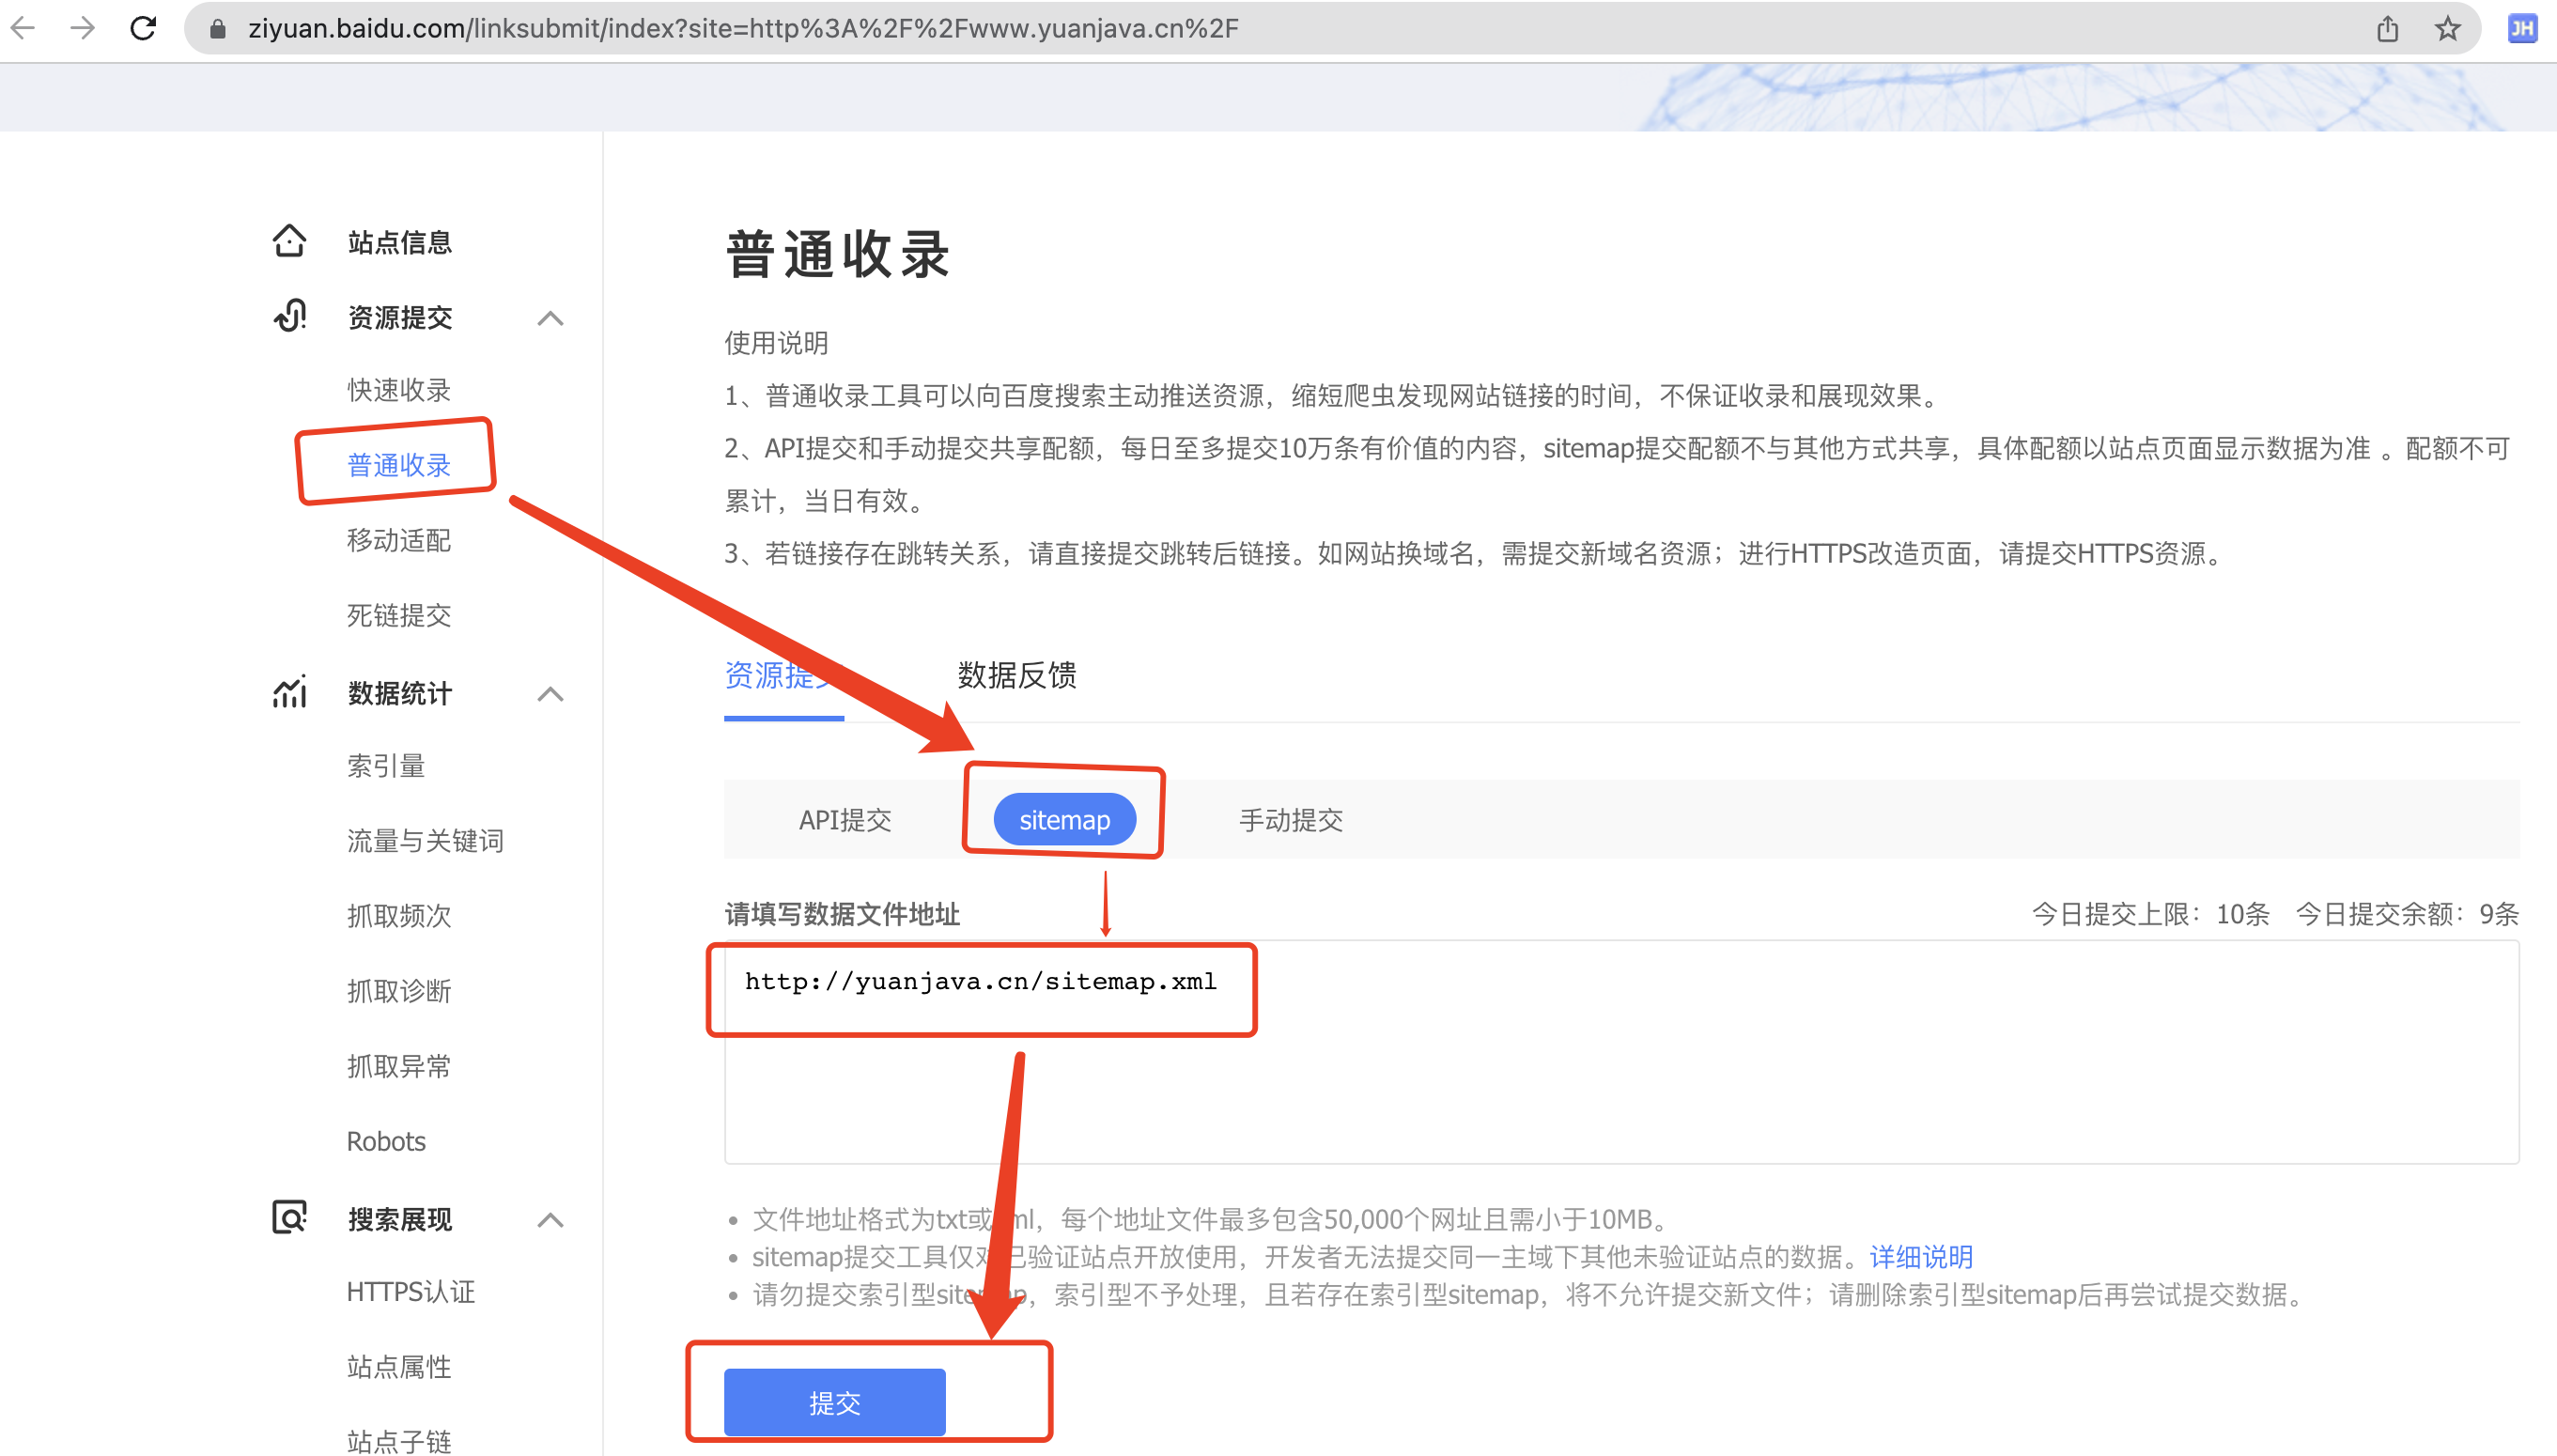 ziyuan.baidu.com/linksubmit/index?site=http%3A%2F%2Fwww.yuanjava.cn%2F
JH
站点信息
资源提交
快速收录
普通收录
移动适配
死链提交
数据统计
索引量
流量与关键词
抓取频次
抓取诊断
抓取异常
Robots
搜索展现
HTTPS认证
站点属性
站点子链
普通收录
使用说明
1、普通收录工具可以向百度搜索主动推送资源，缩短爬虫发现网站链接的时间，不保证收录和展现效果。
2、API提交和手动提交共享配额，每日至多提交10万条有价值的内容，sitemap提交配额不与其他方式共享，具体配额以站点页面显示数据为准 。配额不可
累计，当日有效。
3、若链接存在跳转关系，请直接提交跳转后链接。如网站换域名，需提交新域名资源；进行HTTPS改造页面，请提交HTTPS资源。
资源提交 数据反馈
API提交 sitemap 手动提交
请填写数据文件地址 今日提交上限：10条 今日提交余额：9条
http://yuanjava.cn/sitemap.xml
文件地址格式为txt或xml，每个地址文件最多包含50,000个网址且需小于10MB。
sitemap提交工具仅对已验证站点开放使用，开发者无法提交同一主域下其他未验证站点的数据。详细说明
请勿提交索引型sitemap，索引型不予处理，且若存在索引型sitemap，将不允许提交新文件；请删除索引型sitemap后再尝试提交数据。
提交